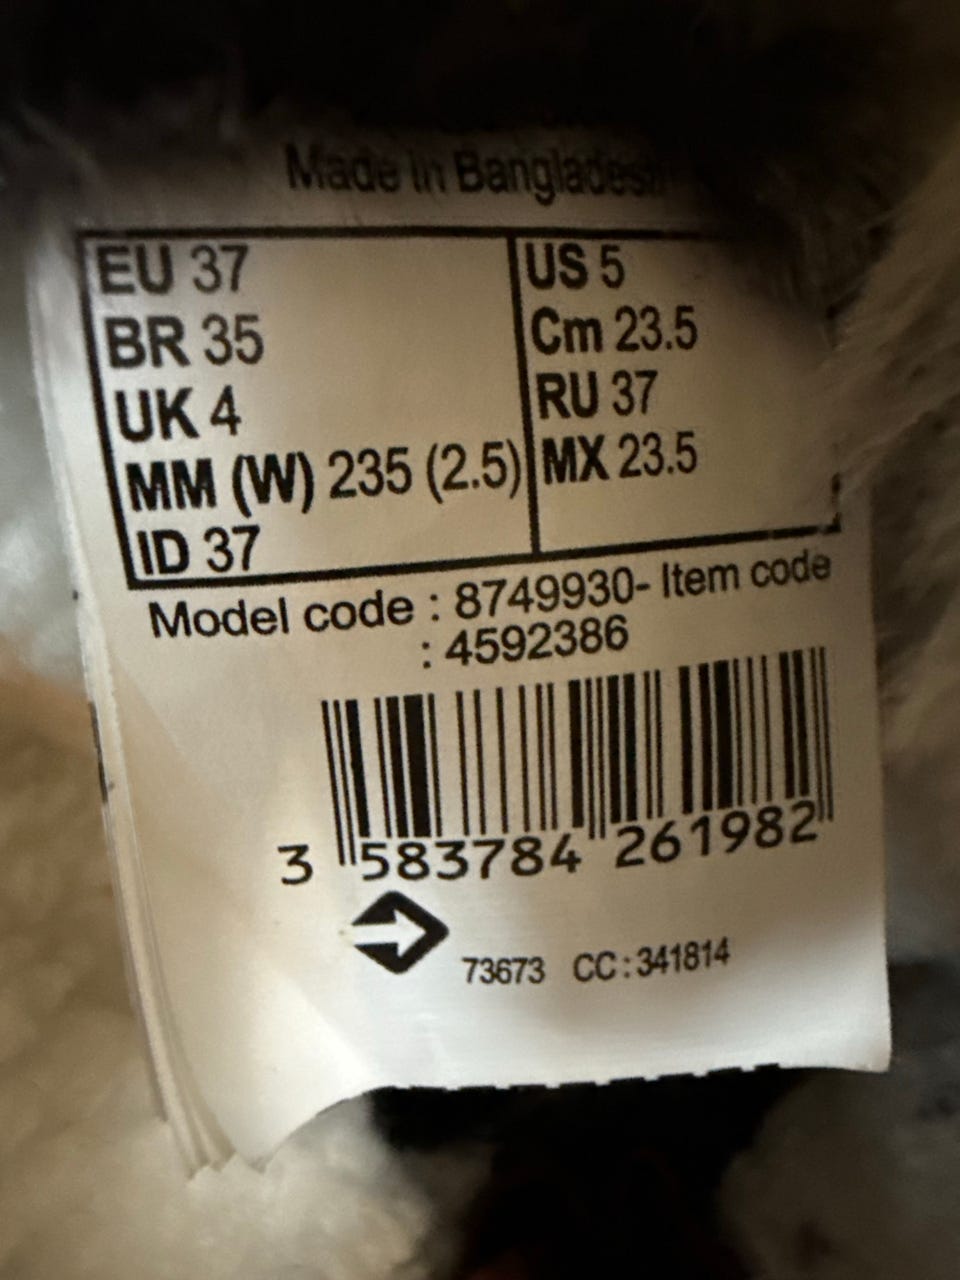 Made in Bangladesh
EU 37
BR 35
UK 4
MM (W) 235 (2.5)
ID 37
US 5
Cm 23.5
RU 37
MX 23.5
Model code : 8749930- Item code
: 4592386
3 583784 261982
73673 CC:341814